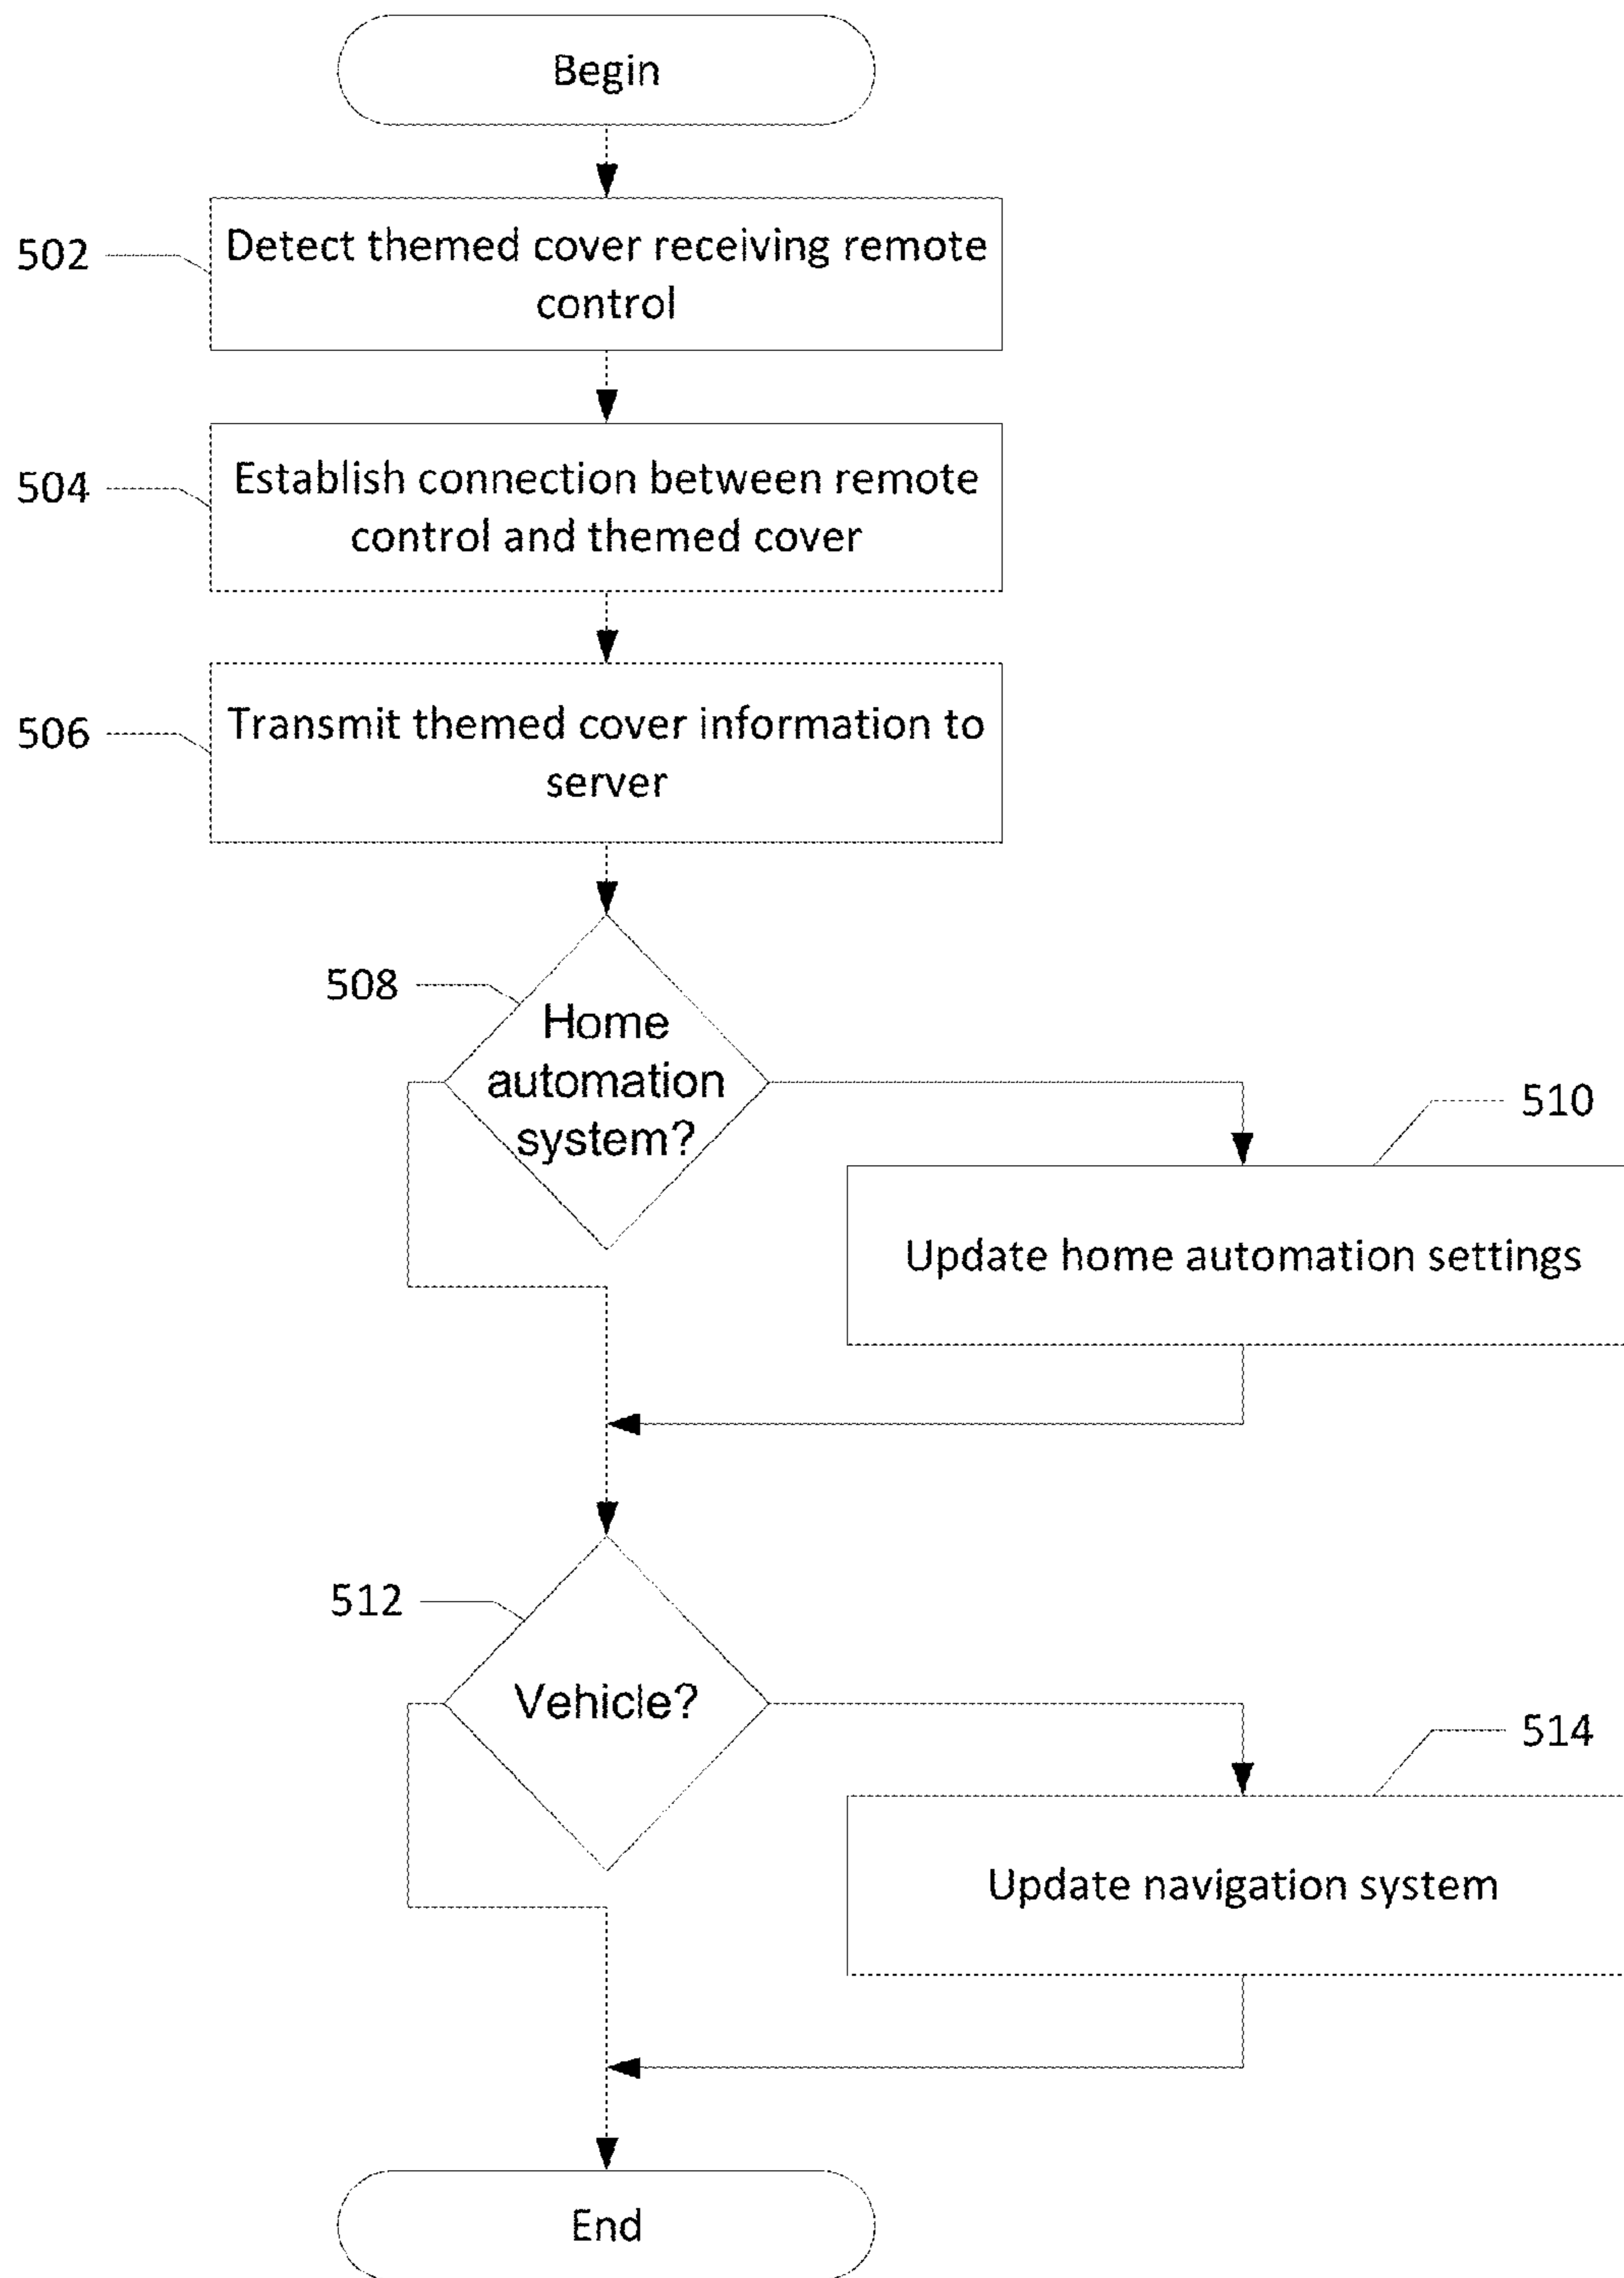 Begin
502
Detect themed cover receiving remote
control
504
Establish connection between remote
control and themed cover
506
Transmit themed cover information to
server
508
Home
automation
system?
510
Update home automation settings
512
Vehicle?
514
Update navigation system
End